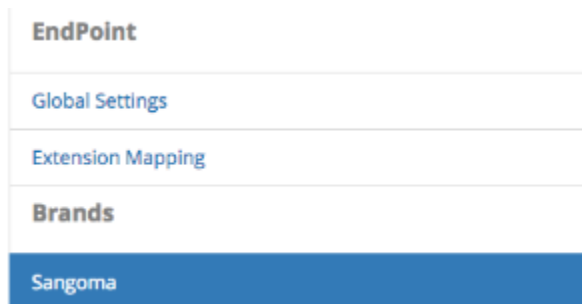 EndPoint
Global Settings
Extension Mapping
Brands
Sangoma